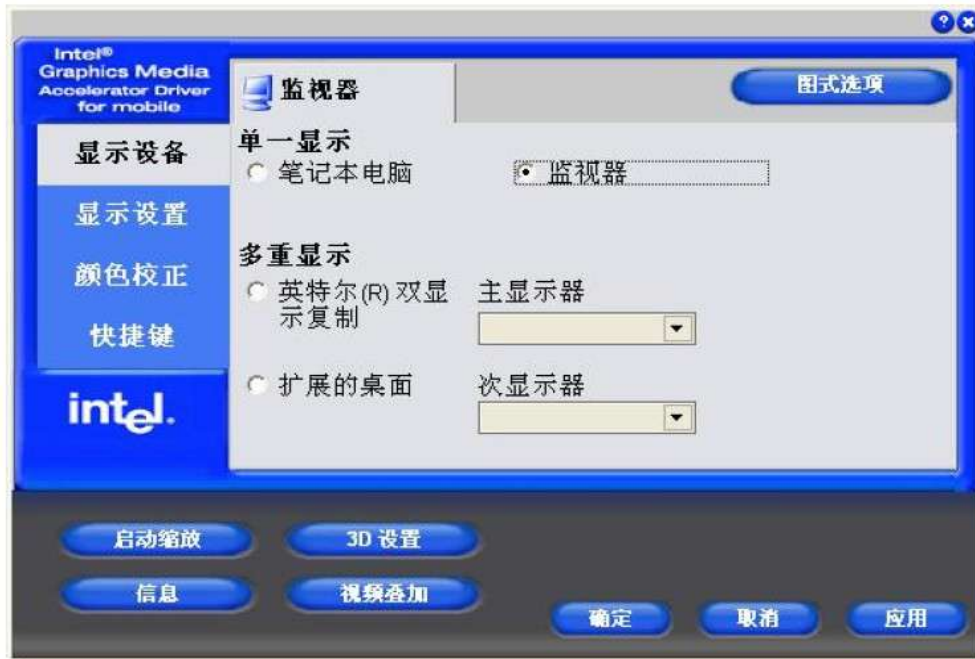 Intel®
Graphics Media
Accelerator Driver
for mobile
监视器
图式选项
显示设备
显示设置
颜色校正
快捷键
intel.
单一显示
笔记本电脑
监视器
多重显示
英特尔(R) 双显
示复制
主显示器
扩展的桌面
次显示器
启动缩放
3D 设置
信息
视频叠加
确定
取消
应用